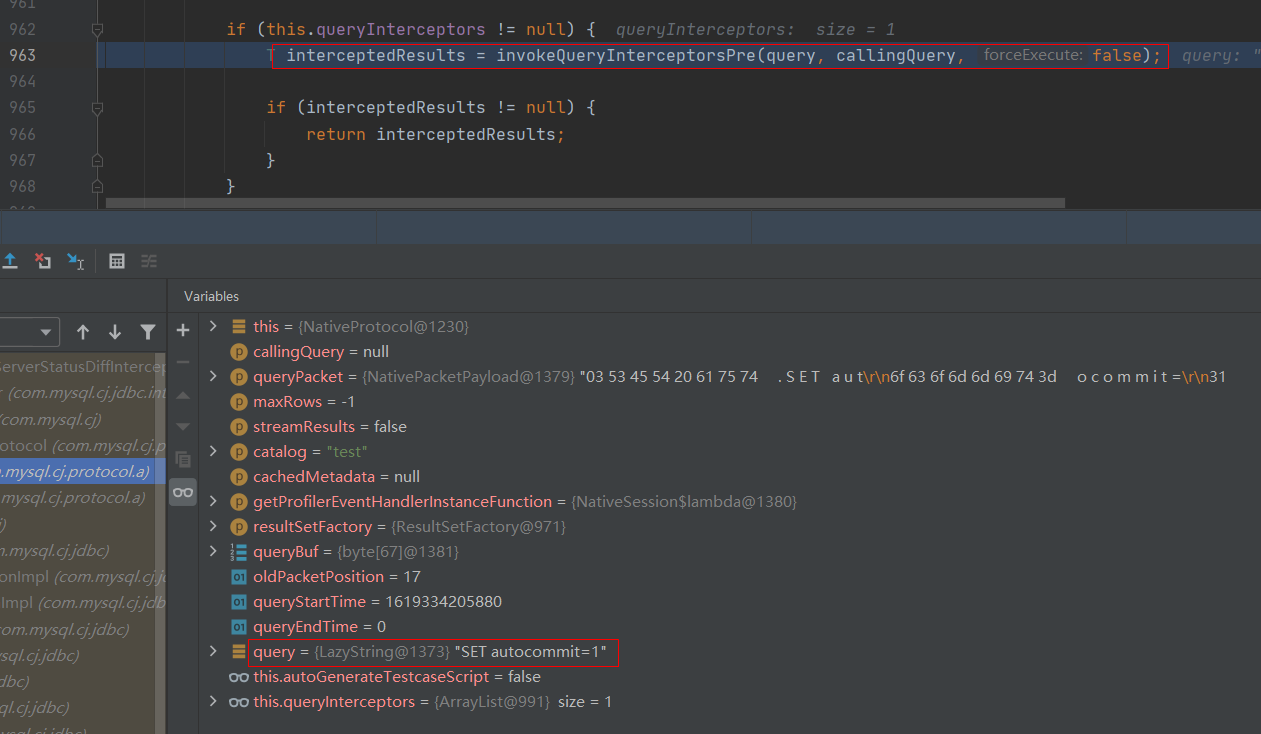 961
962 if (this.queryInterceptors != null) { queryInterceptors: size = 1
963 T interceptedResults = invokeQueryInterceptorsPre(query, callingQuery, forceExecute: false); query: "
964
965 if (interceptedResults != null) {
966 return interceptedResults;
967 }
968 }
Variables
this = {NativeProtocol@1230}
callingQuery = null
queryPacket = {NativePacketPayload@1379} "03 53 45 54 20 61 75 74 . S E T a u t\r\n6f 63 6f 6d 6d 69 74 3d o c o m m i t =\r\n31
maxRows = -1
streamResults = false
catalog = "test"
cachedMetadata = null
getProfilerEventHandlerInstanceFunction = {NativeSession$lambda@1380}
resultSetFactory = {ResultSetFactory@971}
queryBuf = {byte[67]@1381}
oldPacketPosition = 17
queryStartTime = 1619334205880
queryEndTime = 0
query = {LazyString@1373} "SET autocommit=1"
this.autoGenerateTestcaseScript = false
this.queryInterceptors = {ArrayList@991} size = 1
ServerStatusDiffIntercep
(com.mysql.cj.jdbc.int
(com.mysql.cj)
otocol (com.mysql.cj.p
.mysql.cj.protocol.a)
mysql.cj.protocol.a)
j)
m.mysql.cj.jdbc)
onImpl (com.mysql.cj.jd
Impl (com.mysql.cj.jdb
com.mysql.cj.jdbc)
sql.cj.jdbc)
dbc)
ql.cj.jdbc)
mysql.cj.jdbc)